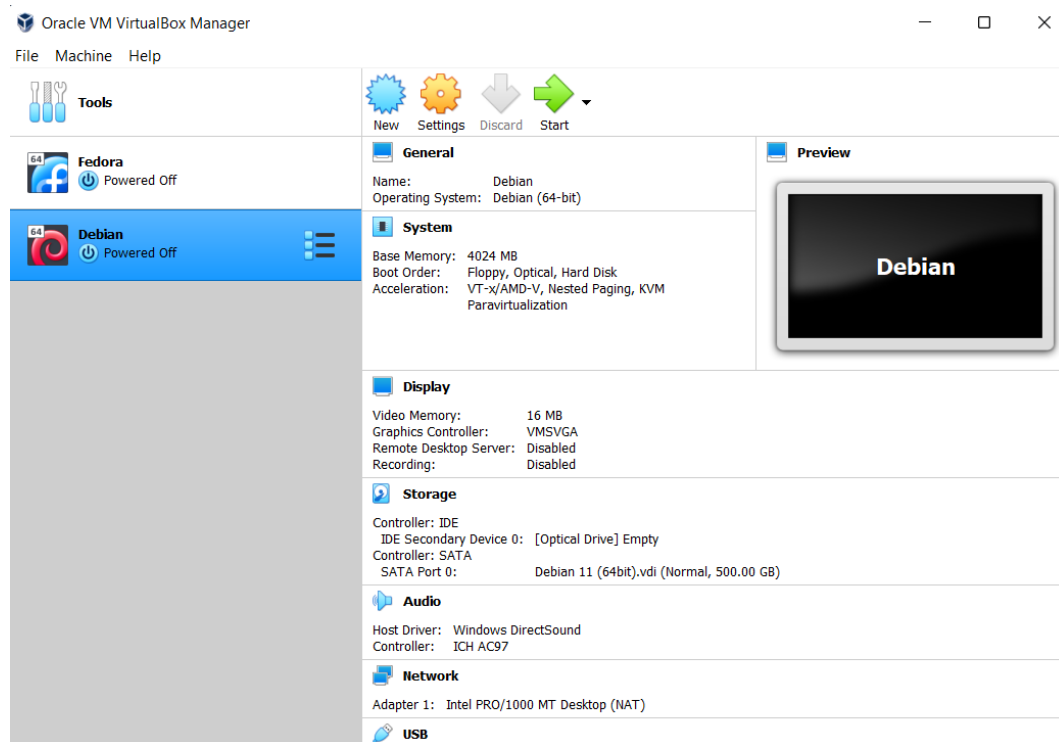 Oracle VM VirtualBox Manager
File Machine Help
Tools
New Settings Discard Start
64
Fedora
Powered Off
64
Debian
Powered Off
General
Name: Debian
Operating System: Debian (64-bit)
Preview
Debian
System
Base Memory: 4024 MB
Boot Order: Floppy, Optical, Hard Disk
Acceleration: VT-x/AMD-V, Nested Paging, KVM
Paravirtualization
Display
Video Memory: 16 MB
Graphics Controller: VMSVGA
Remote Desktop Server: Disabled
Recording: Disabled
Storage
Controller: IDE
IDE Secondary Device 0: [Optical Drive] Empty
Controller: SATA
SATA Port 0: Debian 11 (64bit).vdi (Normal, 500.00 GB)
Audio
Host Driver: Windows DirectSound
Controller: ICH AC97
Network
Adapter 1: Intel PRO/1000 MT Desktop (NAT)
USB